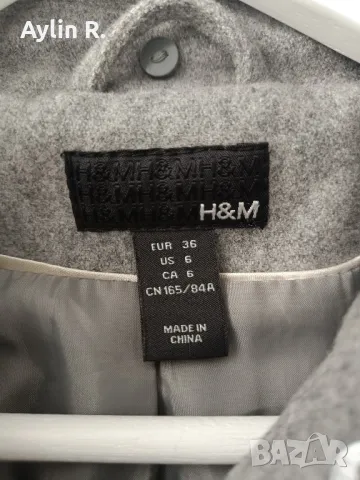 Aylin R.
H&MH&MH&M
H&MH&MH&M
H&MH&M H&M
EUR 36
US 6
CA 6
CN 165/84A
MADE IN
CHINA
BAZAR
bg